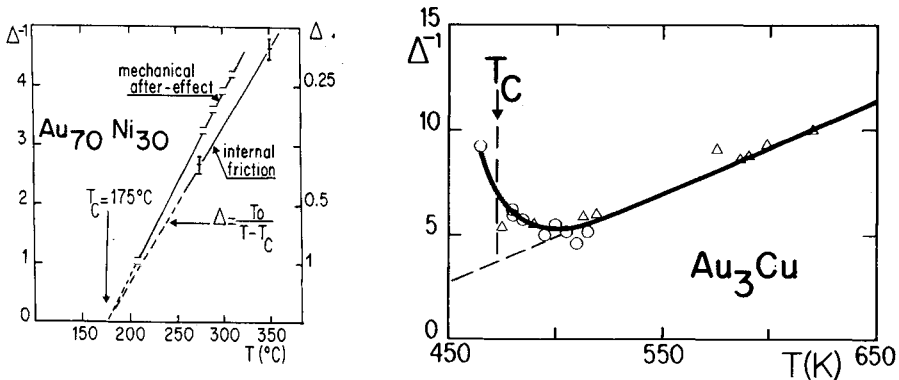 Δ⁻¹
Δ
4
3
2
1
0
0.25
0.5
1
mechanical
after-effect
Au70 Ni30
internal
friction
TC=175°C
Δ=T0/T-TC
150
200
250
300
350
T(°C)
15
Δ⁻¹
10
5
0
TC
Au3Cu
450
550
T(K)
650